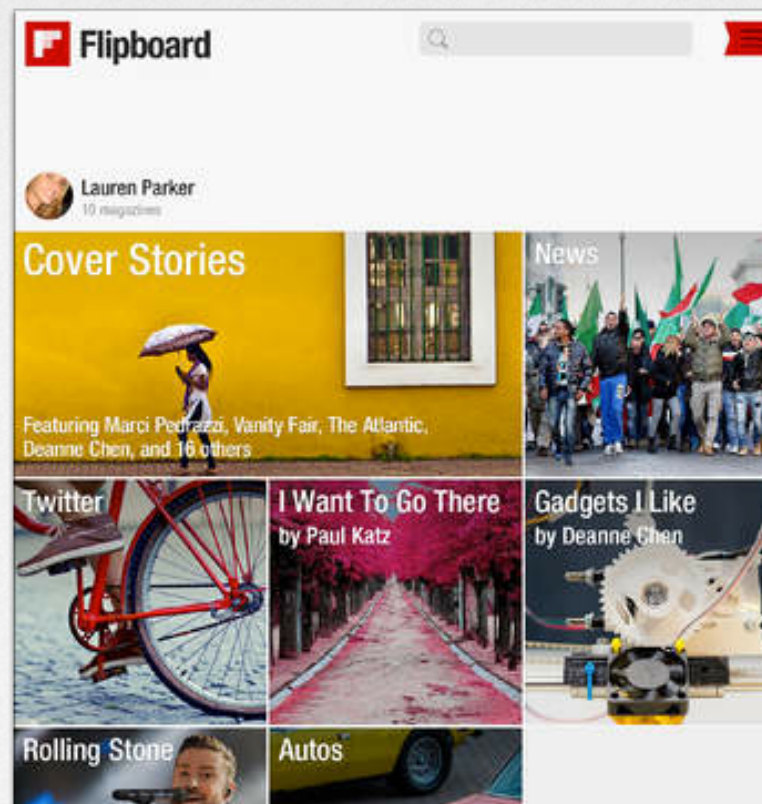 Flipboard
Lauren Parker
10 magazines
Cover Stories
Featuring Marci Pedrazzi, Vanity Fair, The Atlantic,
Deanne Chen, and 16 others
News
Twitter
I Want To Go There
by Paul Katz
Gadgets I Like
by Deanne Chen
Rolling Stone
Autos